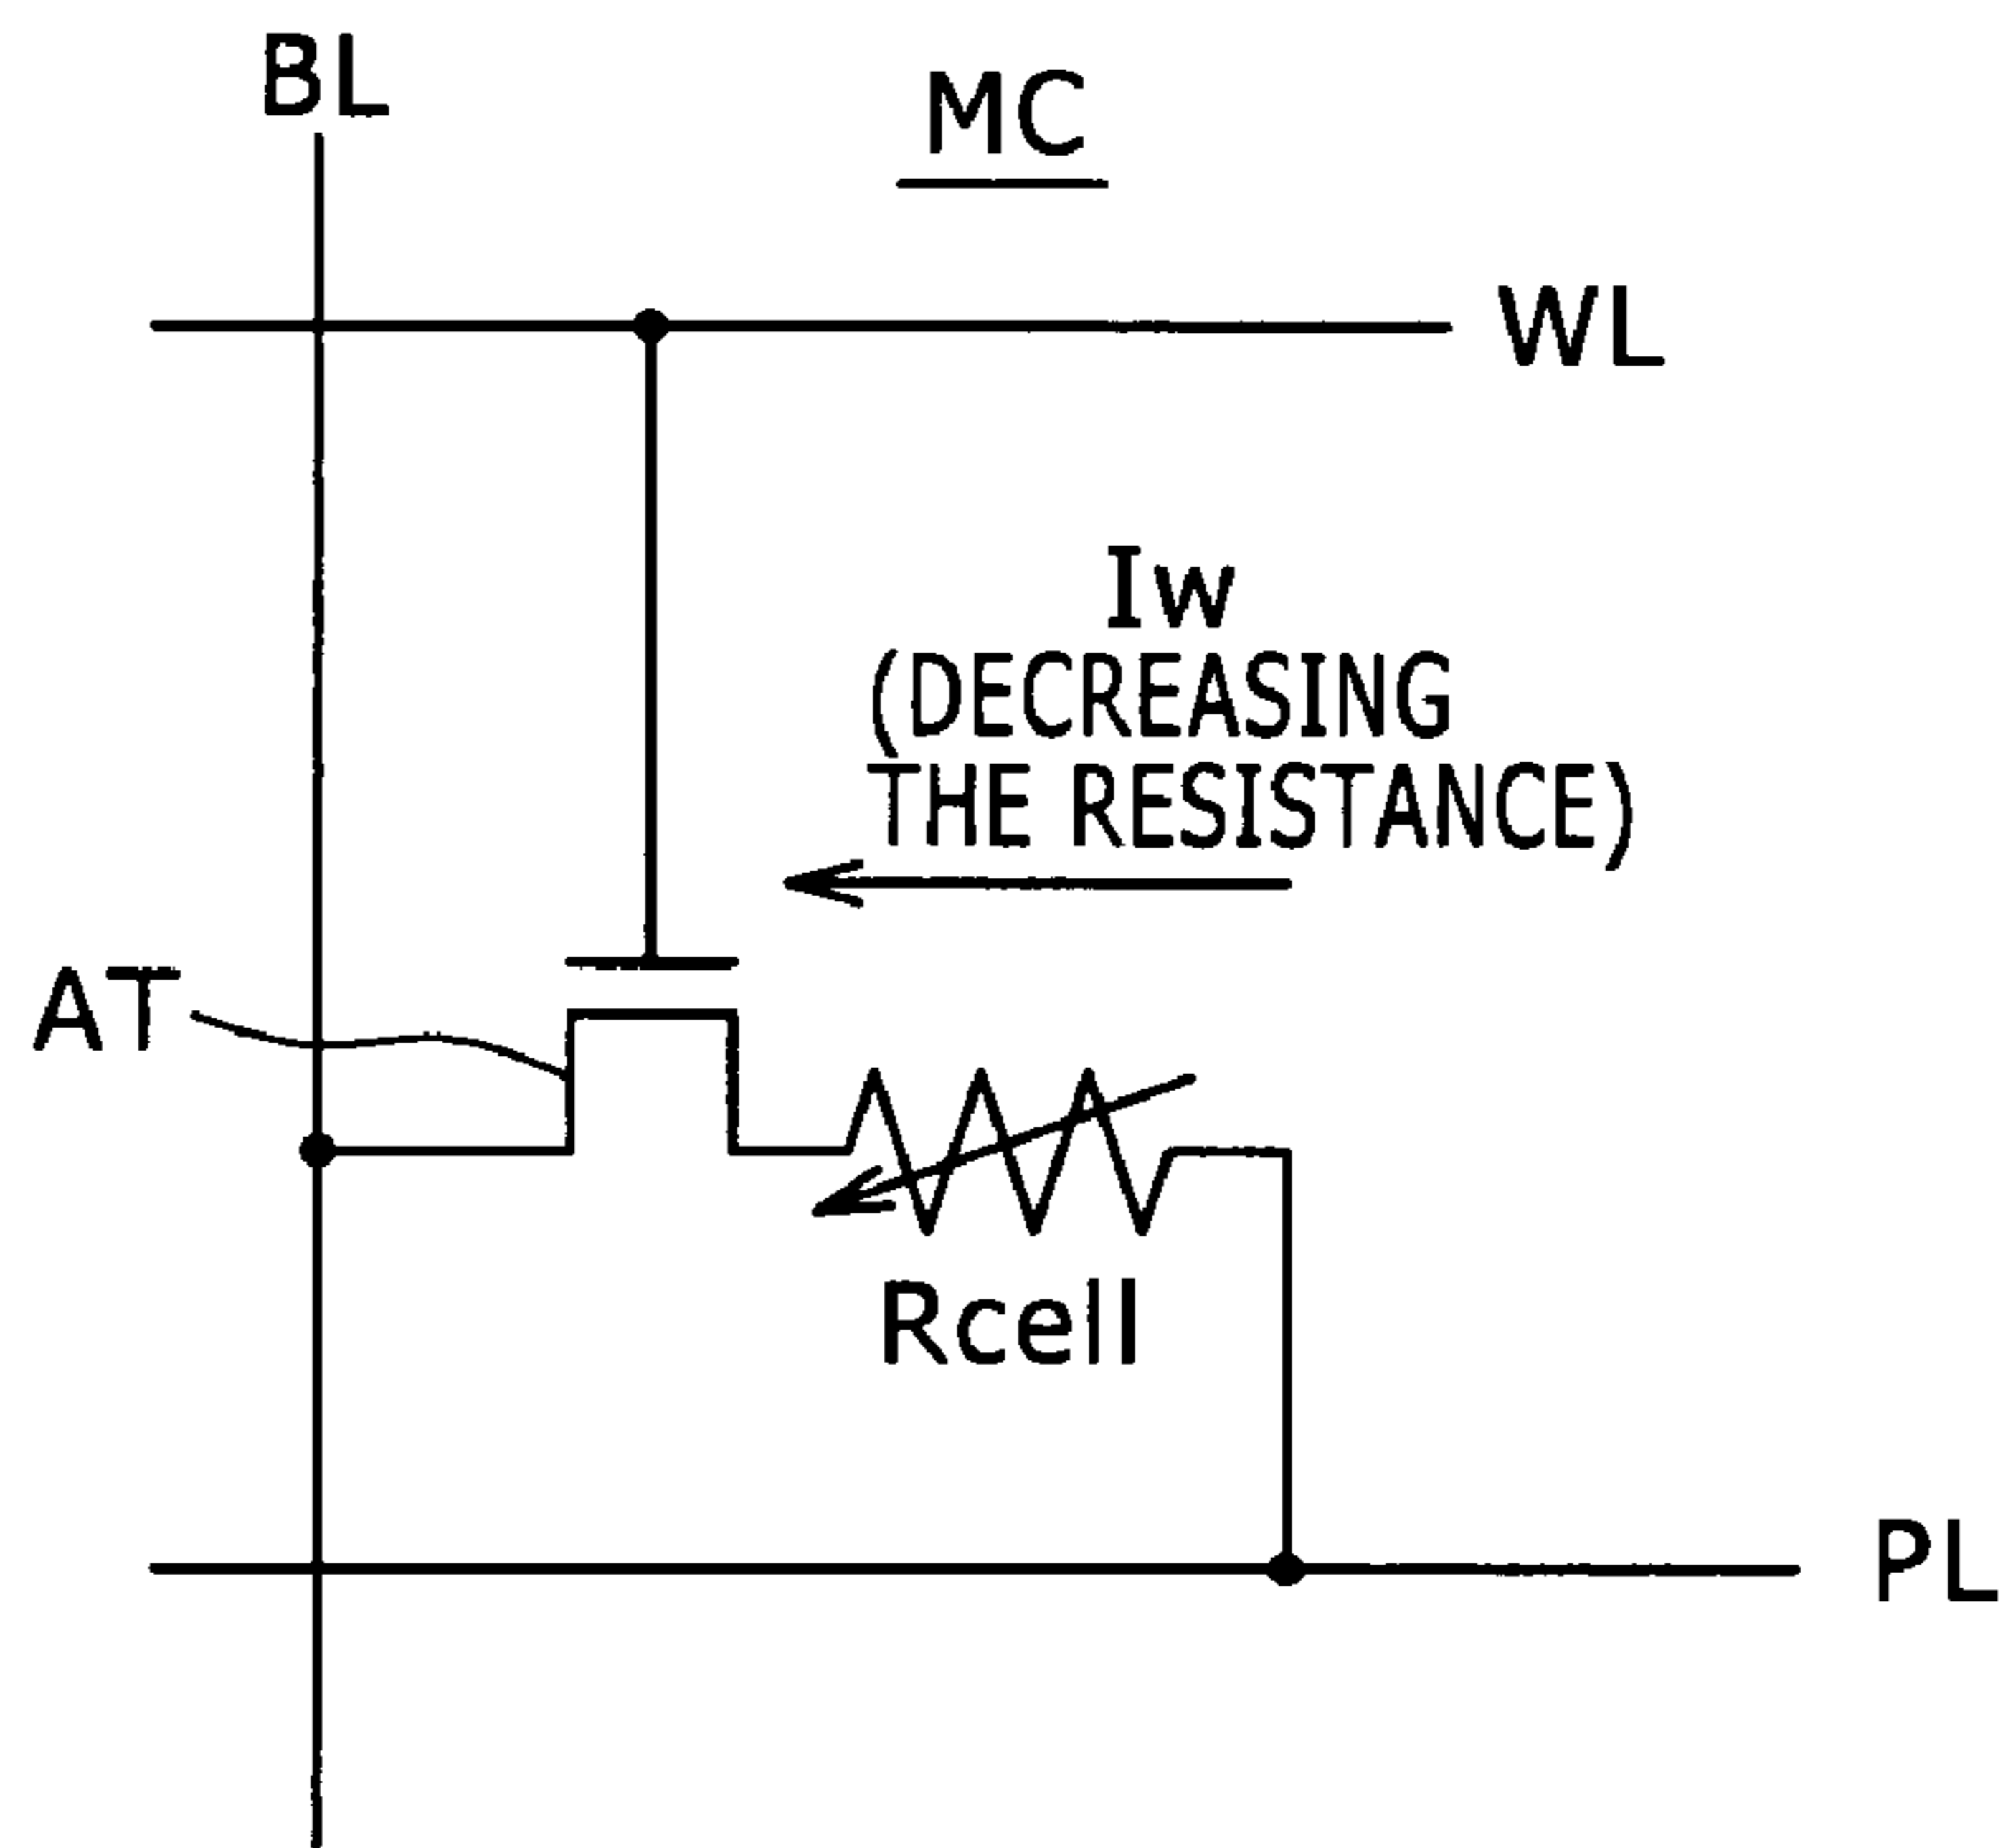 BL
MC
WL
Iw
(DECREASING
THE RESISTANCE)
AT
Rcell
PL